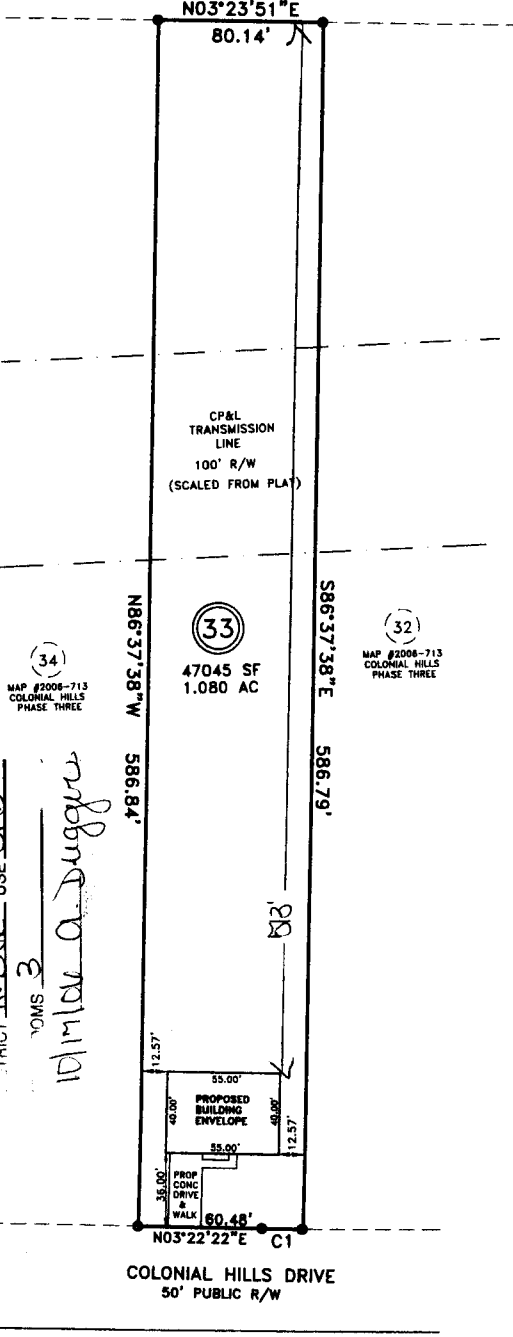 N03°23'51"E
80.14'
CP&L
TRANSMISSION
LINE
100' R/W
(SCALED FROM PLAT)
N86°37'38"W 586.84'
33
47045 SF
1.080 AC
S86°37'38"E 586.79'
34
MAP #2006-713
COLONIAL HILLS
PHASE THREE
32
MAP #2006-713
COLONIAL HILLS
PHASE THREE
USE
OMS 3
a. Duggins
12.57'
55.00'
40.00'
PROPOSED
BUILDING
ENVELOPE
40.00'
55.00'
12.57'
36.00'
PROP
CONC
DRIVE
&
WALK
60.48'
N03°22'22"E
C1
COLONIAL HILLS DRIVE
50' PUBLIC R/W